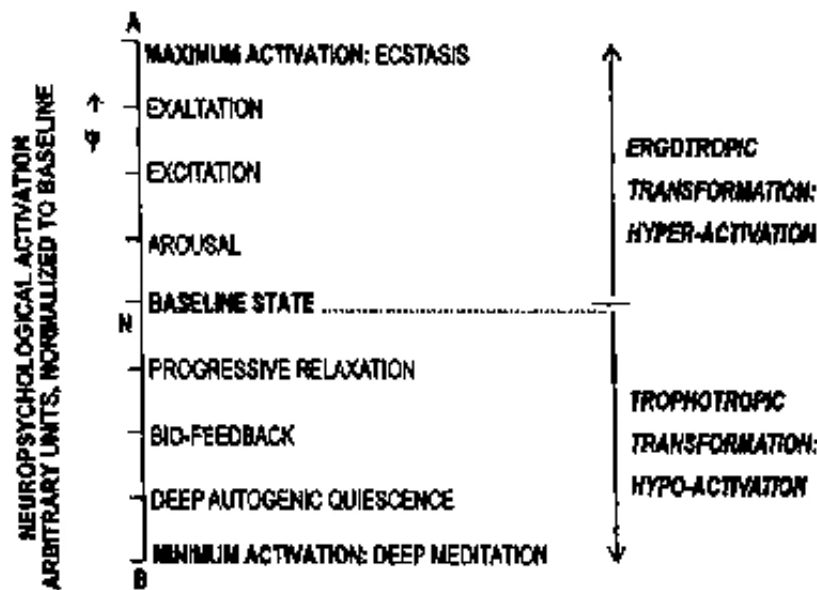 A
MAXIMUM ACTIVATION: ECSTASIS
EXALTATION
EXCITATION
AROUSAL
BASELINE STATE
N
PROGRESSIVE RELAXATION
BIO-FEEDBACK
DEEP AUTOGENIC QUIESCENCE
MINIMUM ACTIVATION: DEEP MEDITATION
B
NEUROPSYCHOLOGICAL ACTIVATION
ARBITRARY UNITS, NORMALIZED TO BASELINE
ERGOTROPIC
TRANSFORMATION:
HYPER-ACTIVATION
TROPHOTROPIC
TRANSFORMATION:
HYPO-ACTIVATION